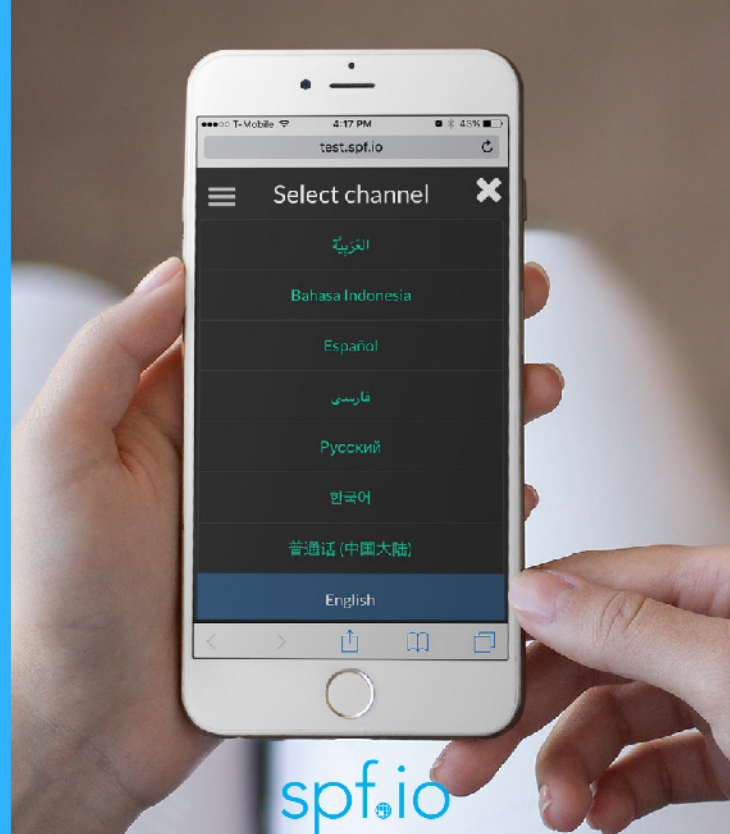 T-Mobile 4:17 PM 43%
test.spf.io
Select channel
العَرَبِيَّة
Bahasa Indonesia
Español
فارسی
Русский
한국어
普通话 (中国大陆)
English
spf.io